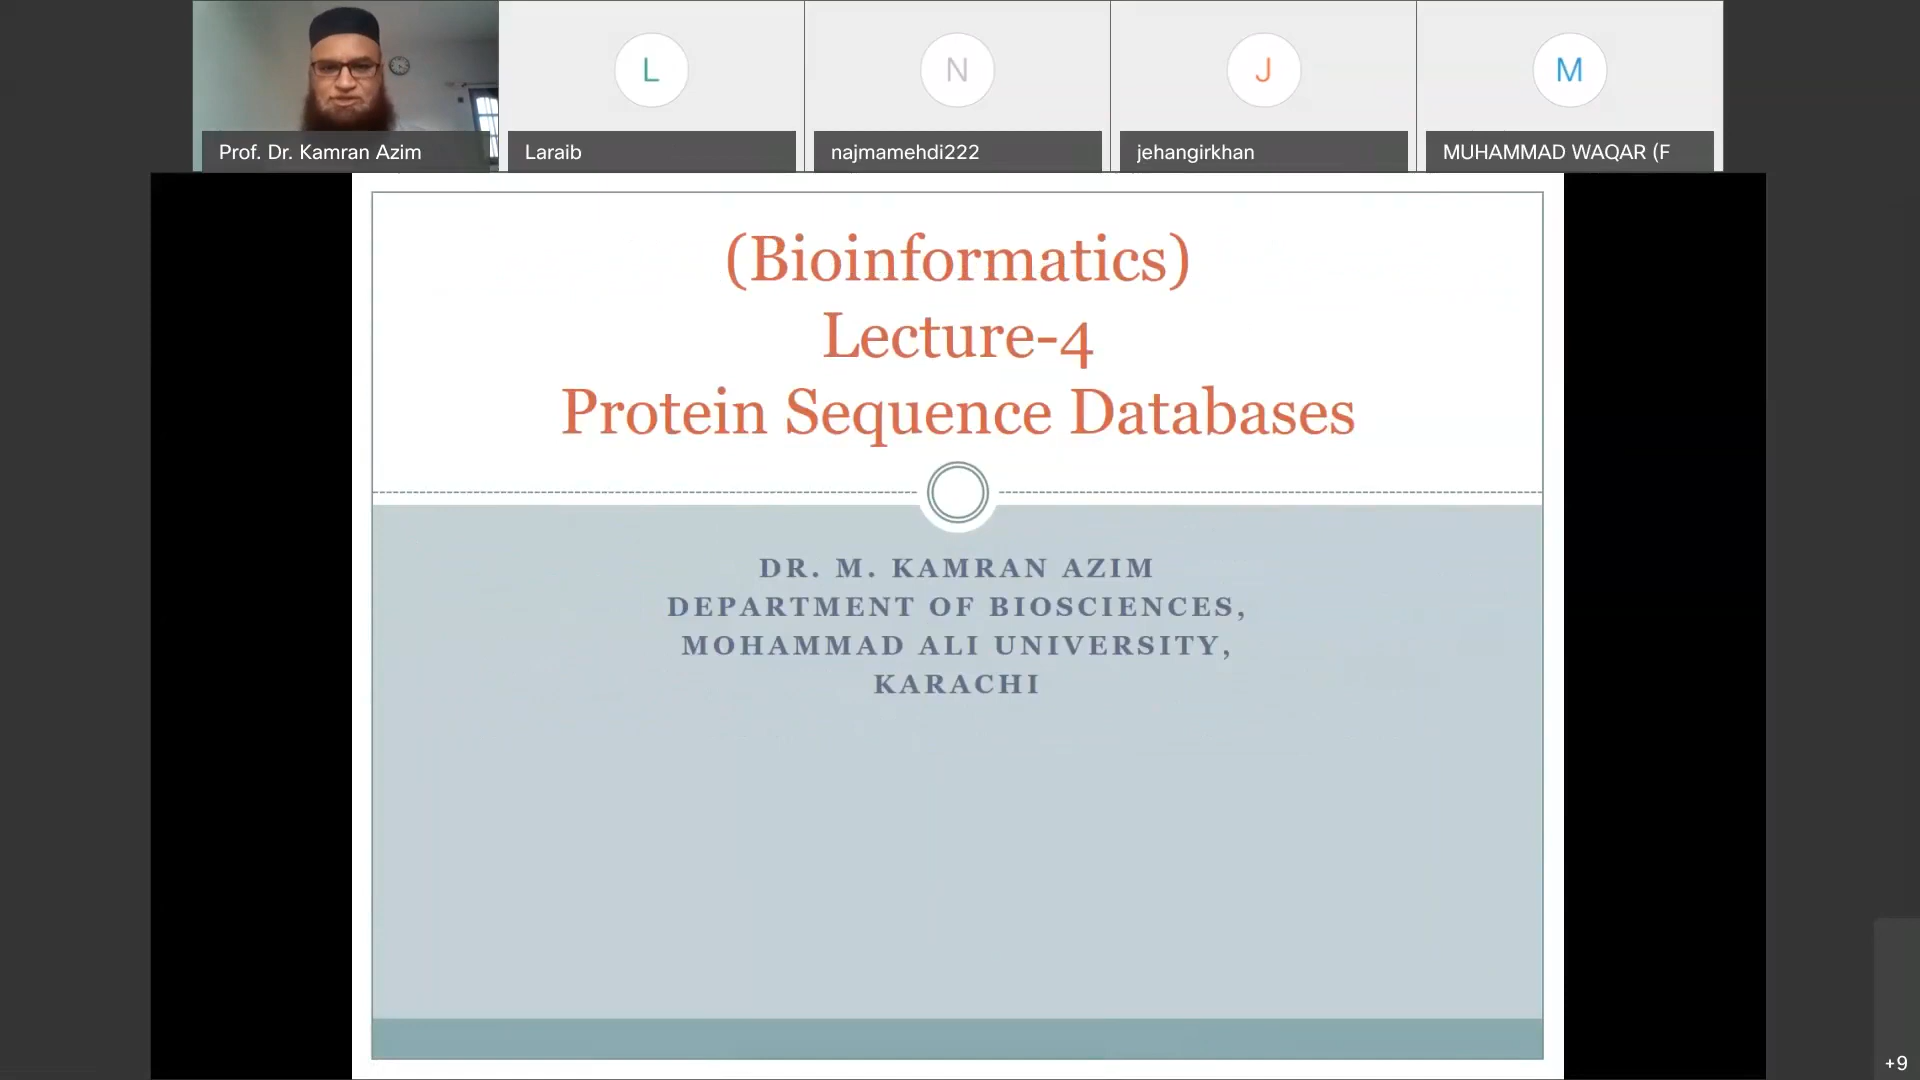 L
N
J
M
Prof. Dr. Kamran Azim
Laraib
najmamehdi222
jehangirkhan
MUHAMMAD WAQAR (F
(Bioinformatics)
Lecture-4
Protein Sequence Databases
DR. M. KAMRAN AZIM
DEPARTMENT OF BIOSCIENCES,
MOHAMMAD ALI UNIVERSITY,
KARACHI
+9